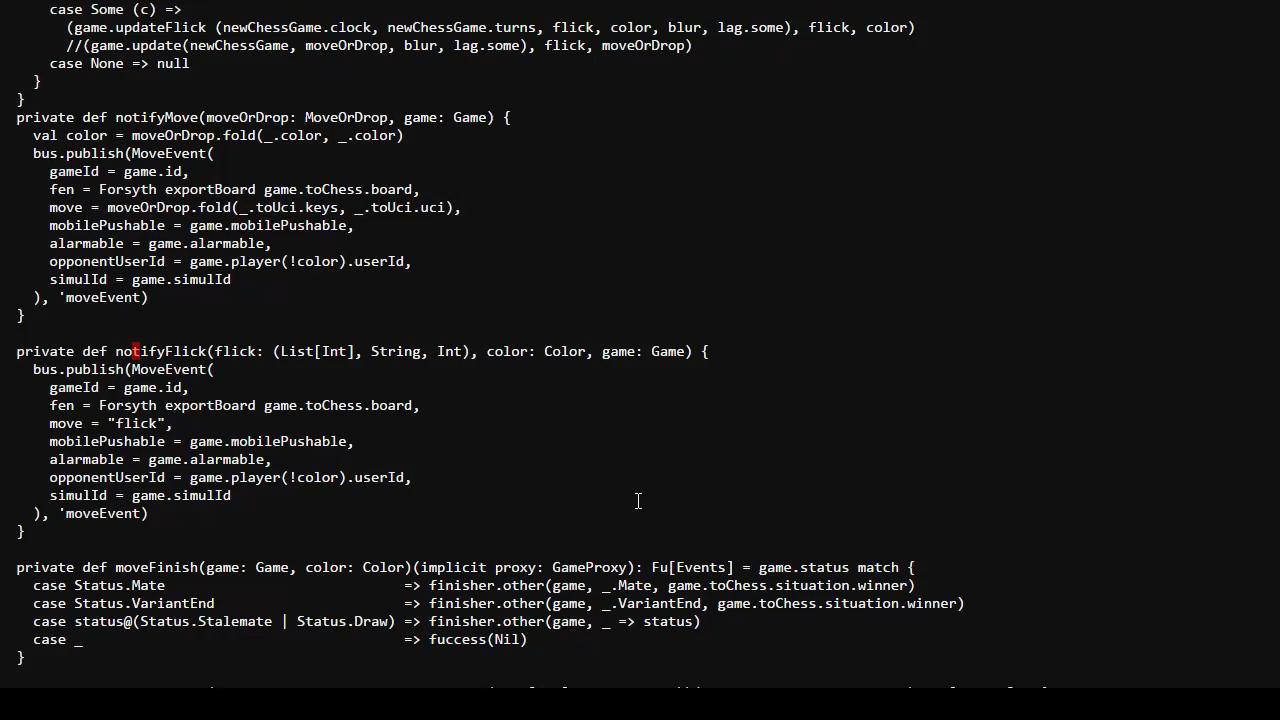 case Some (c) =>
      (game.updateFlick (newChessGame.clock, newChessGame.turns, flick, color, blur, lag.some), flick, color)
      //(game.update(newChessGame, moveOrDrop, blur, lag.some), flick, moveOrDrop)
    case None => null
  }
}
private def notifyMove(moveOrDrop: MoveOrDrop, game: Game) {
  val color = moveOrDrop.fold(_.color, _.color)
  bus.publish(MoveEvent(
    gameId = game.id,
    fen = Forsyth exportBoard game.toChess.board,
    move = moveOrDrop.fold(_.toUci.keys, _.toUci.uci),
    mobilePushable = game.mobilePushable,
    alarmable = game.alarmable,
    opponentUserId = game.player(!color).userId,
    simulId = game.simulId
  ), 'moveEvent)
}
private def notifyFlick(flick: (List[Int], String, Int), color: Color, game: Game) {
  bus.publish(MoveEvent(
    gameId = game.id,
    fen = Forsyth exportBoard game.toChess.board,
    move = "flick",
    mobilePushable = game.mobilePushable,
    alarmable = game.alarmable,
    opponentUserId = game.player(!color).userId,
    simulId = game.simulId
  ), 'moveEvent)
}
private def moveFinish(game: Game, color: Color)(implicit proxy: GameProxy): Fu[Events] = game.status match {
  case Status.Mate                             => finisher.other(game, _.Mate, game.toChess.situation.winner)
  case Status.VariantEnd                       => finisher.other(game, _.VariantEnd, game.toChess.situation.winner)
  case status@(Status.Stalemate | Status.Draw) => finisher.other(game, _ => status)
  case _                                       => fuccess(Nil)
}